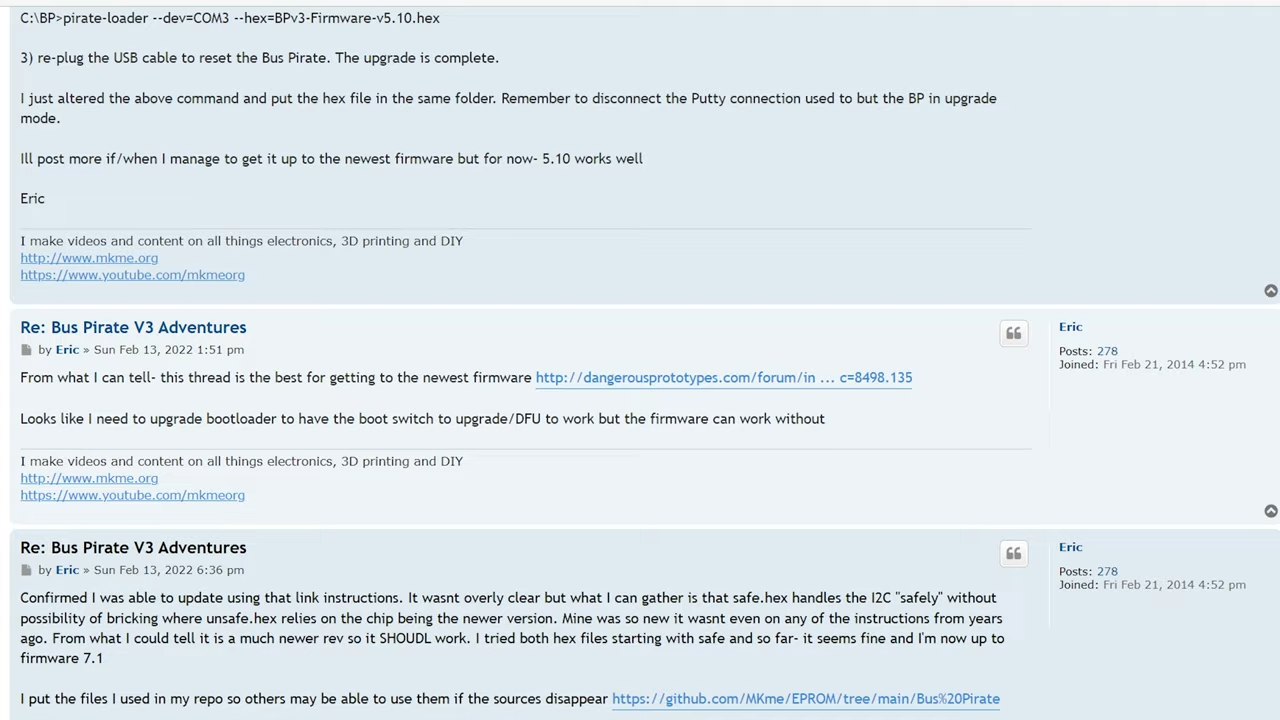 C:\BP>pirate-loader --dev=COM3 --hex=BPv3-Firmware-v5.10.hex
3) re-plug the USB cable to reset the Bus Pirate. The upgrade is complete.
I just altered the above command and put the hex file in the same folder. Remember to disconnect the Putty connection used to but the BP in upgrade
mode.
Ill post more if/when I manage to get it up to the newest firmware but for now- 5.10 works well
Eric
I make videos and content on all things electronics, 3D printing and DIY
http://www.mkme.org
https://www.youtube.com/mkmeorg
Re: Bus Pirate V3 Adventures
by Eric » Sun Feb 13, 2022 1:51 pm
From what I can tell- this thread is the best for getting to the newest firmware http://dangerousprototypes.com/forum/in ... c=8498.135
Looks like I need to upgrade bootloader to have the boot switch to upgrade/DFU to work but the firmware can work without
I make videos and content on all things electronics, 3D printing and DIY
http://www.mkme.org
https://www.youtube.com/mkmeorg
Eric
Posts: 278
Joined: Fri Feb 21, 2014 4:52 pm
Re: Bus Pirate V3 Adventures
by Eric » Sun Feb 13, 2022 6:36 pm
Confirmed I was able to update using that link instructions. It wasnt overly clear but what I can gather is that safe.hex handles the I2C "safely" without
possibility of bricking where unsafe.hex relies on the chip being the newer version. Mine was so new it wasnt even on any of the instructions from years
ago. From what I could tell it is a much newer rev so it SHOUDL work. I tried both hex files starting with safe and so far- it seems fine and I'm now up to
firmware 7.1
I put the files I used in my repo so others may be able to use them if the sources disappear https://github.com/MKme/EPROM/tree/main/Bus%20Pirate
Eric
Posts: 278
Joined: Fri Feb 21, 2014 4:52 pm